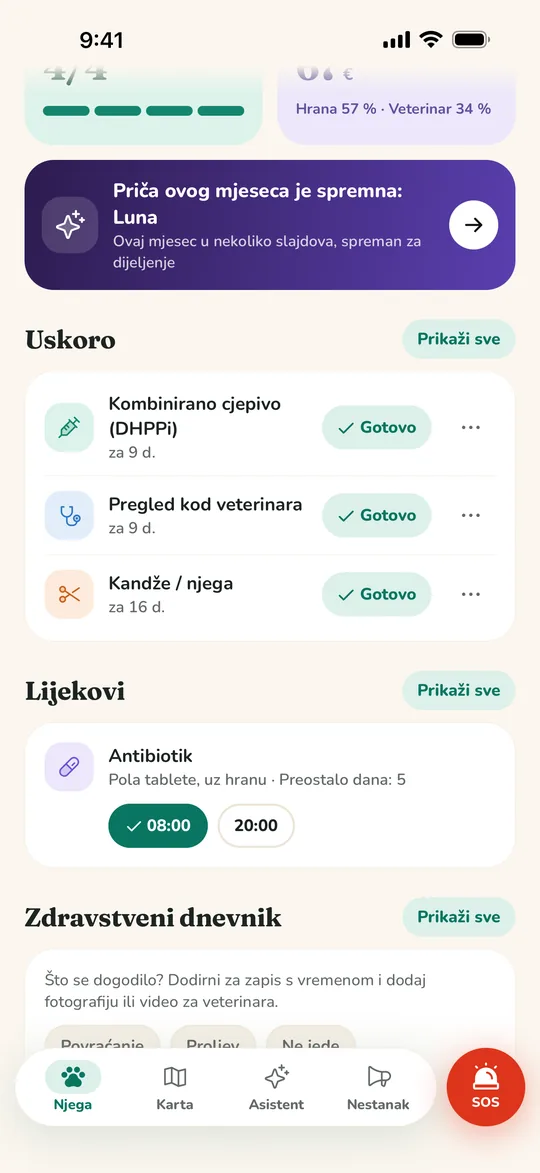 9:41
4/4
67 €
Hrana 57 % · Veterinar 34 %
Priča ovog mjeseca je spremna:
Luna
Ovaj mjesec u nekoliko slajdova, spreman za
dijeljenje
Uskoro
Prikaži sve
Kombinirano cjepivo
(DHPPi)
za 9 d.
Gotovo
Pregled kod veterinara
za 9 d.
Gotovo
Kandže / njega
za 16 d.
Gotovo
Lijekovi
Prikaži sve
Antibiotik
Pola tablete, uz hranu · Preostalo dana: 5
08:00
20:00
Zdravstveni dnevnik
Prikaži sve
Što se dogodilo? Dodirni za zapis s vremenom i dodaj
fotografiju ili video za veterinara.
Povraćanje
Proljev
Ne jede
Njega
Karta
Asistent
Nestanak
SOS